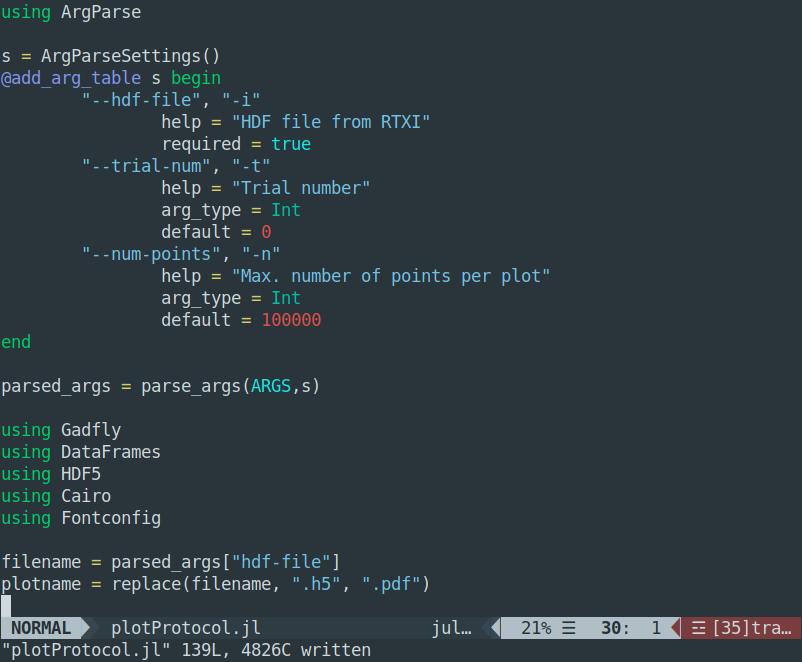 using ArgParse
s = ArgParseSettings()
@add_arg_table s begin
"--hdf-file", "-i"
help = "HDF file from RTXI"
required = true
"--trial-num", "-t"
help = "Trial number"
arg_type = Int
default = 0
"--num-points", "-n"
help = "Max. number of points per plot"
arg_type = Int
default = 100000
end
parsed_args = parse_args(ARGS,s)
using Gadfly
using DataFrames
using HDF5
using Cairo
using Fontconfig
filename = parsed_args["hdf-file"]
plotname = replace(filename, ".h5", ".pdf")
NORMAL plotProtocol.jl jul… 21% ☰ 30: 1 ☲ [35]tra…
"plotProtocol.jl" 139L, 4826C written